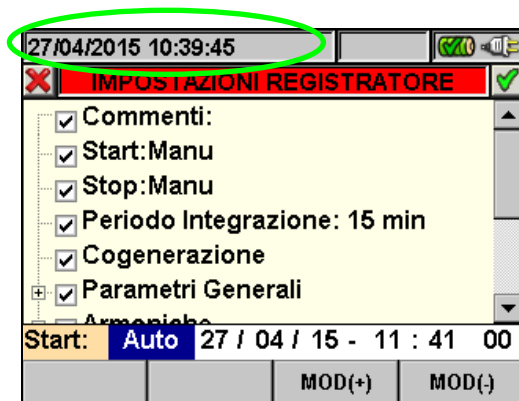 27/04/2015 10:39:45
IMPOSTAZIONI REGISTRATORE
Commenti:
Start:Manu
Stop:Manu
Periodo Integrazione: 15 min
Cogenerazione
Parametri Generali
Armoniche
Start: Auto 27 / 04 / 15 - 11 : 41 00
MOD(+) MOD(-)